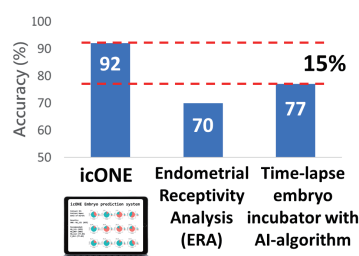 Accuracy (%)
100
90
80
70
60
50
92
70
77
15%
icONE
Endometrial
Receptivity
Analysis
(ERA)
Time-lapse
embryo
incubator with
AI-algorithm
icONE Embryo prediction system